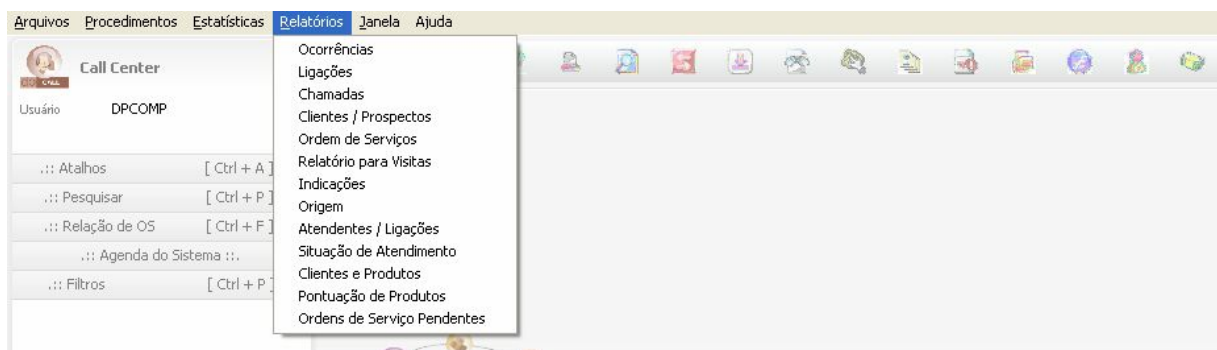 Arquivos Procedimentos Estatísticas Relatórios Janela Ajuda
Call Center
Usuário DPCOMP
.:: Atalhos [ Ctrl + A ]
.:: Pesquisar [ Ctrl + P ]
.:: Relação de OS [ Ctrl + F ]
.:: Agenda do Sistema ::.
.:: Filtros [ Ctrl + P ]
Ocorrências
Ligações
Chamadas
Clientes / Prospectos
Ordem de Serviços
Relatório para Visitas
Indicações
Origem
Atendentes / Ligações
Situação de Atendimento
Clientes e Produtos
Pontuação de Produtos
Ordens de Serviço Pendentes